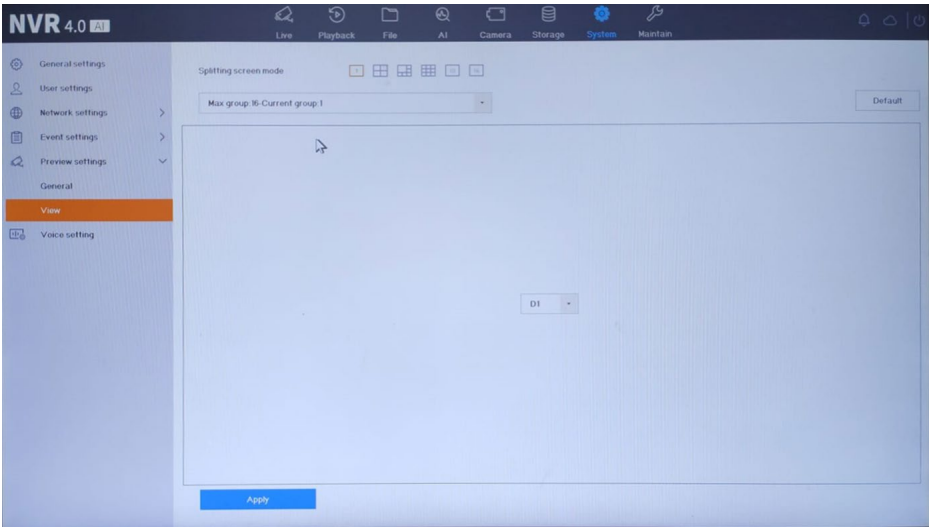 NVR 4.0 AI
Live Playback File AI Camera Storage System Maintain
General settings
User settings
Network settings
Event settings
Preview settings
General
View
Voice setting
Splitting screen mode
Max group:16-Current group:1
Default
D1
Apply